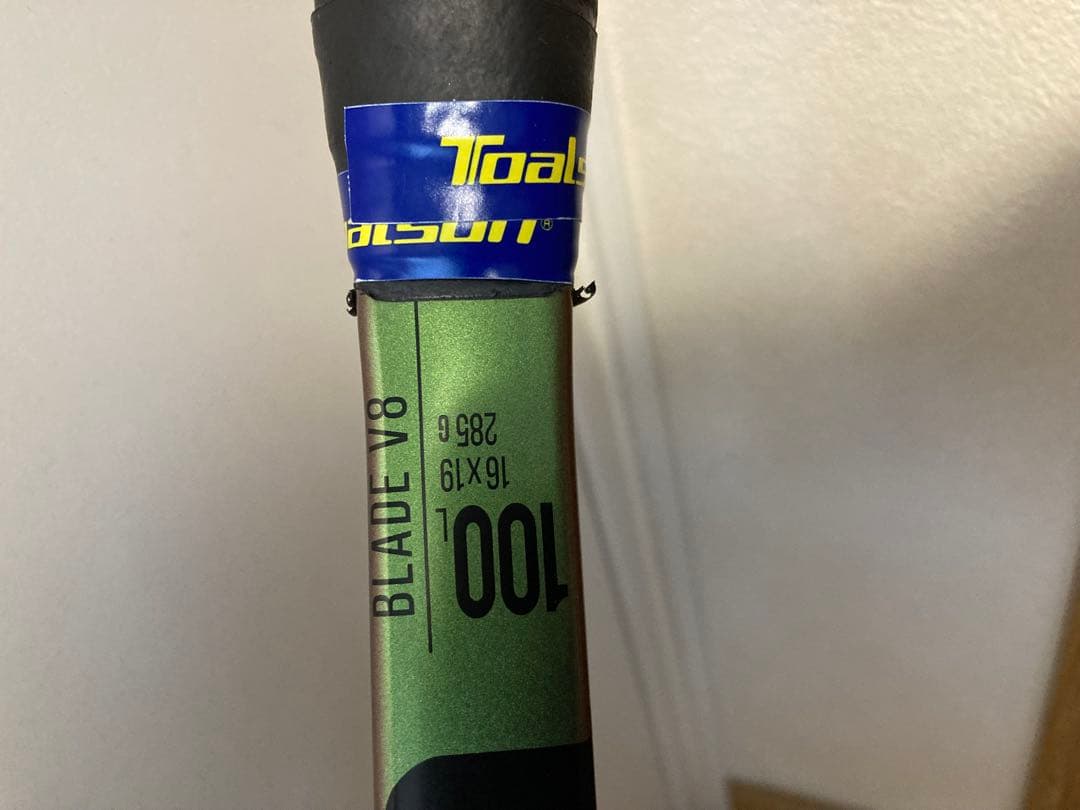 Toals
alson®
BLADE V8
100L
16x19
285 G